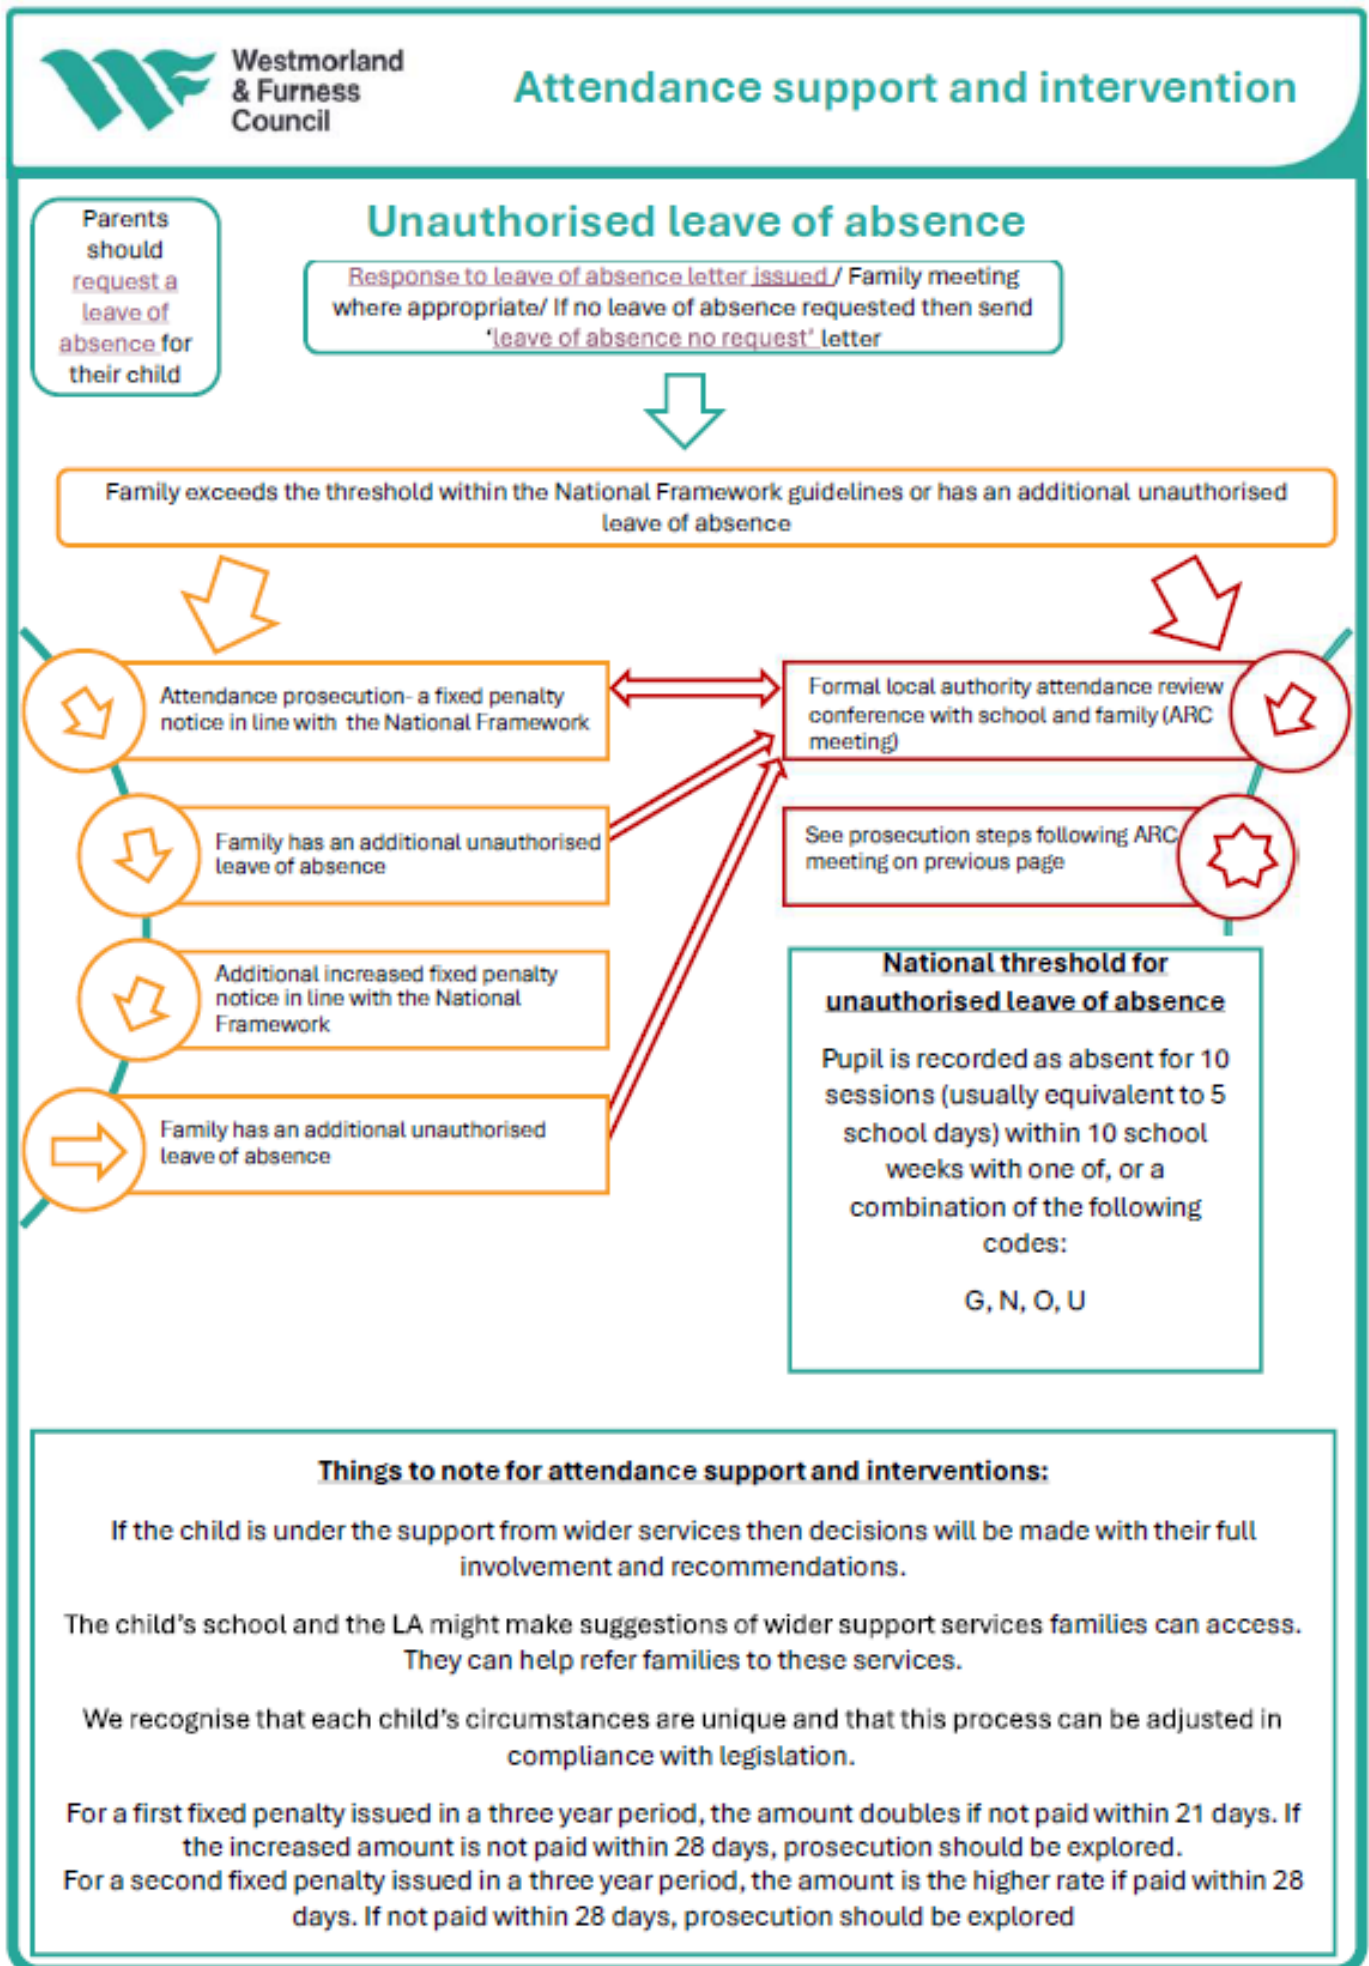 Westmorland
& Furness
Council
Attendance support and intervention
Parents
should
request a
leave of
absence for
their child
Unauthorised leave of absence
Response to leave of absence letter issued / Family meeting
where appropriate/ If no leave of absence requested then send
‘leave of absence no request’ letter
Family exceeds the threshold within the National Framework guidelines or has an additional unauthorised
leave of absence
Attendance prosecution- a fixed penalty
notice in line with the National Framework
Family has an additional unauthorised
leave of absence
Additional increased fixed penalty
notice in line with the National
Framework
Family has an additional unauthorised
leave of absence
Formal local authority attendance review
conference with school and family (ARC
meeting)
See prosecution steps following ARC
meeting on previous page
National threshold for
unauthorised leave of absence
Pupil is recorded as absent for 10
sessions (usually equivalent to 5
school days) within 10 school
weeks with one of, or a
combination of the following
codes:
G, N, O, U
Things to note for attendance support and interventions:
If the child is under the support from wider services then decisions will be made with their full
involvement and recommendations.
The child’s school and the LA might make suggestions of wider support services families can access.
They can help refer families to these services.
We recognise that each child’s circumstances are unique and that this process can be adjusted in
compliance with legislation.
For a first fixed penalty issued in a three year period, the amount doubles if not paid within 21 days. If
the increased amount is not paid within 28 days, prosecution should be explored.
For a second fixed penalty issued in a three year period, the amount is the higher rate if paid within 28
days. If not paid within 28 days, prosecution should be explored